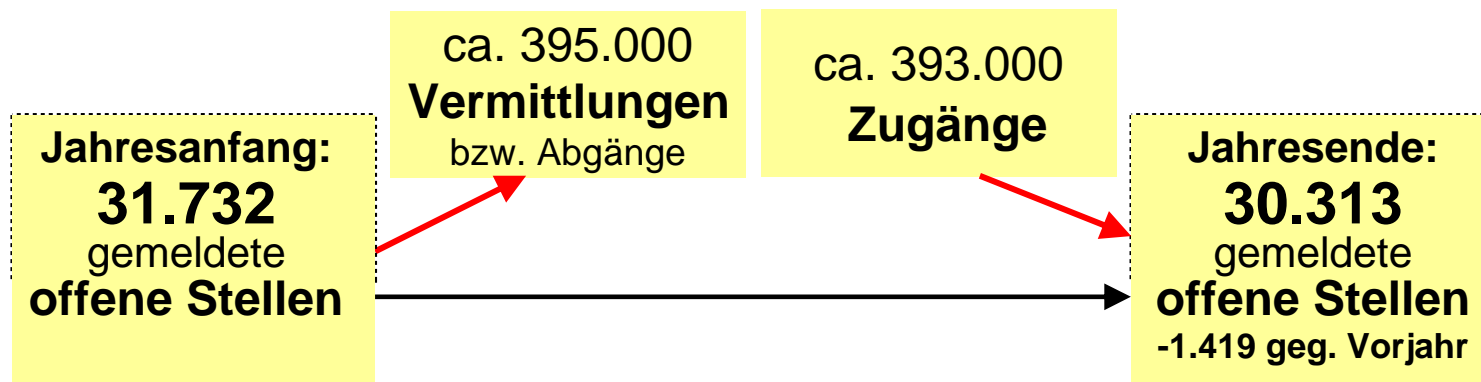 Jahresanfang:
31.732
gemeldete
offene Stellen
ca. 395.000
Vermittlungen
bzw. Abgänge
ca. 393.000
Zugänge
Jahresende:
30.313
gemeldete
offene Stellen
-1.419 geg. Vorjahr